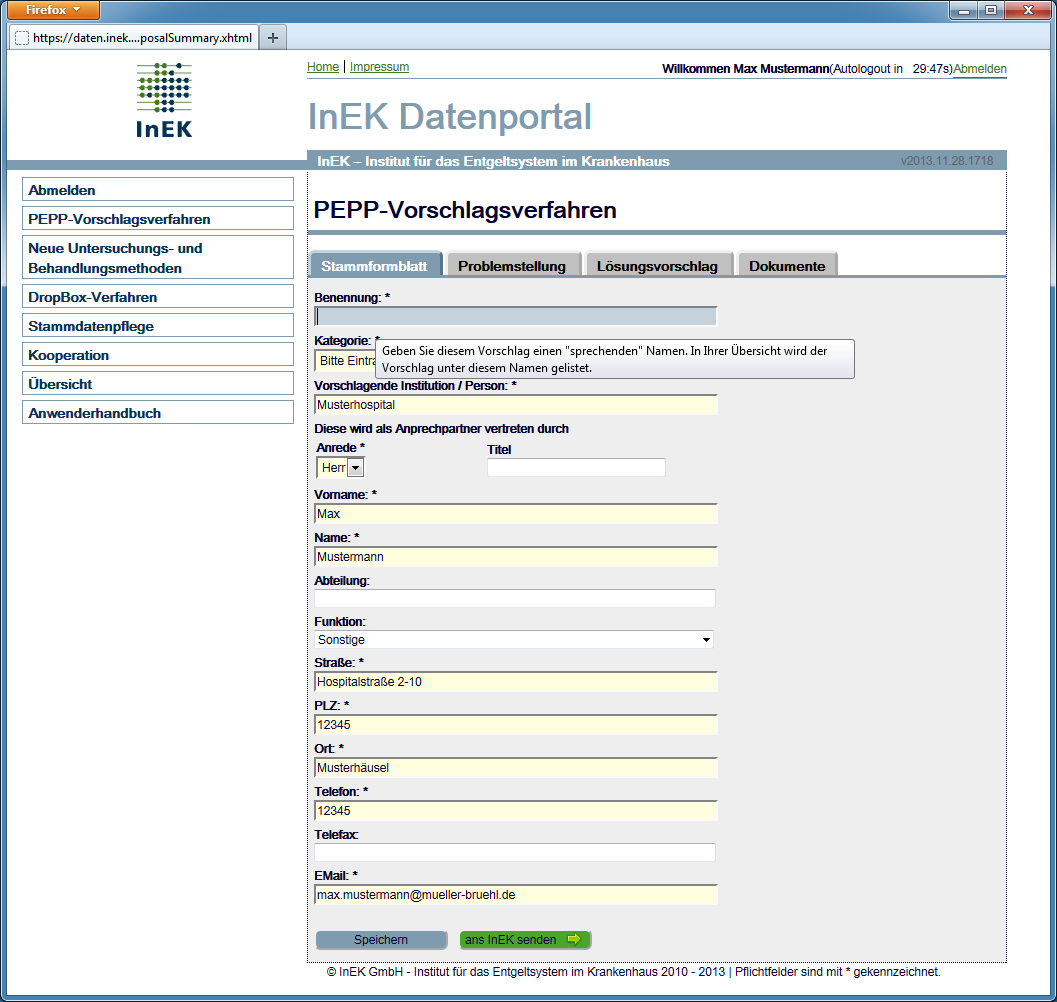 Firefox
https://daten.inek....posalSummary.xhtml
InEK
Home | Impressum
Willkommen Max Mustermann(Autologout in 29:47s)Abmelden
InEK Datenportal
InEK – Institut für das Entgeltsystem im Krankenhaus
v2013.11.28.1718
Abmelden
PEPP-Vorschlagsverfahren
Neue Untersuchungs- und
Behandlungsmethoden
DropBox-Verfahren
Stammdatenpflege
Kooperation
Übersicht
Anwenderhandbuch
PEPP-Vorschlagsverfahren
Stammformblatt Problemstellung Lösungsvorschlag Dokumente
Benennung: *
Kategorie: *
Bitte Eintra
Geben Sie diesem Vorschlag einen "sprechenden" Namen. In Ihrer Übersicht wird der
Vorschlag unter diesem Namen gelistet.
Vorschlagende Institution / Person: *
Musterhospital
Diese wird als Anprechpartner vertreten durch
Anrede * Titel
Herr
Vorname: *
Max
Name: *
Mustermann
Abteilung:
Funktion:
Sonstige
Straße: *
Hospitalstraße 2-10
PLZ: *
12345
Ort: *
Musterhäusel
Telefon: *
12345
Telefax:
EMail: *
max.mustermann@mueller-bruehl.de
Speichern ans InEK senden
© InEK GmbH - Institut für das Entgeltsystem im Krankenhaus 2010 - 2013 | Pflichtfelder sind mit * gekennzeichnet.